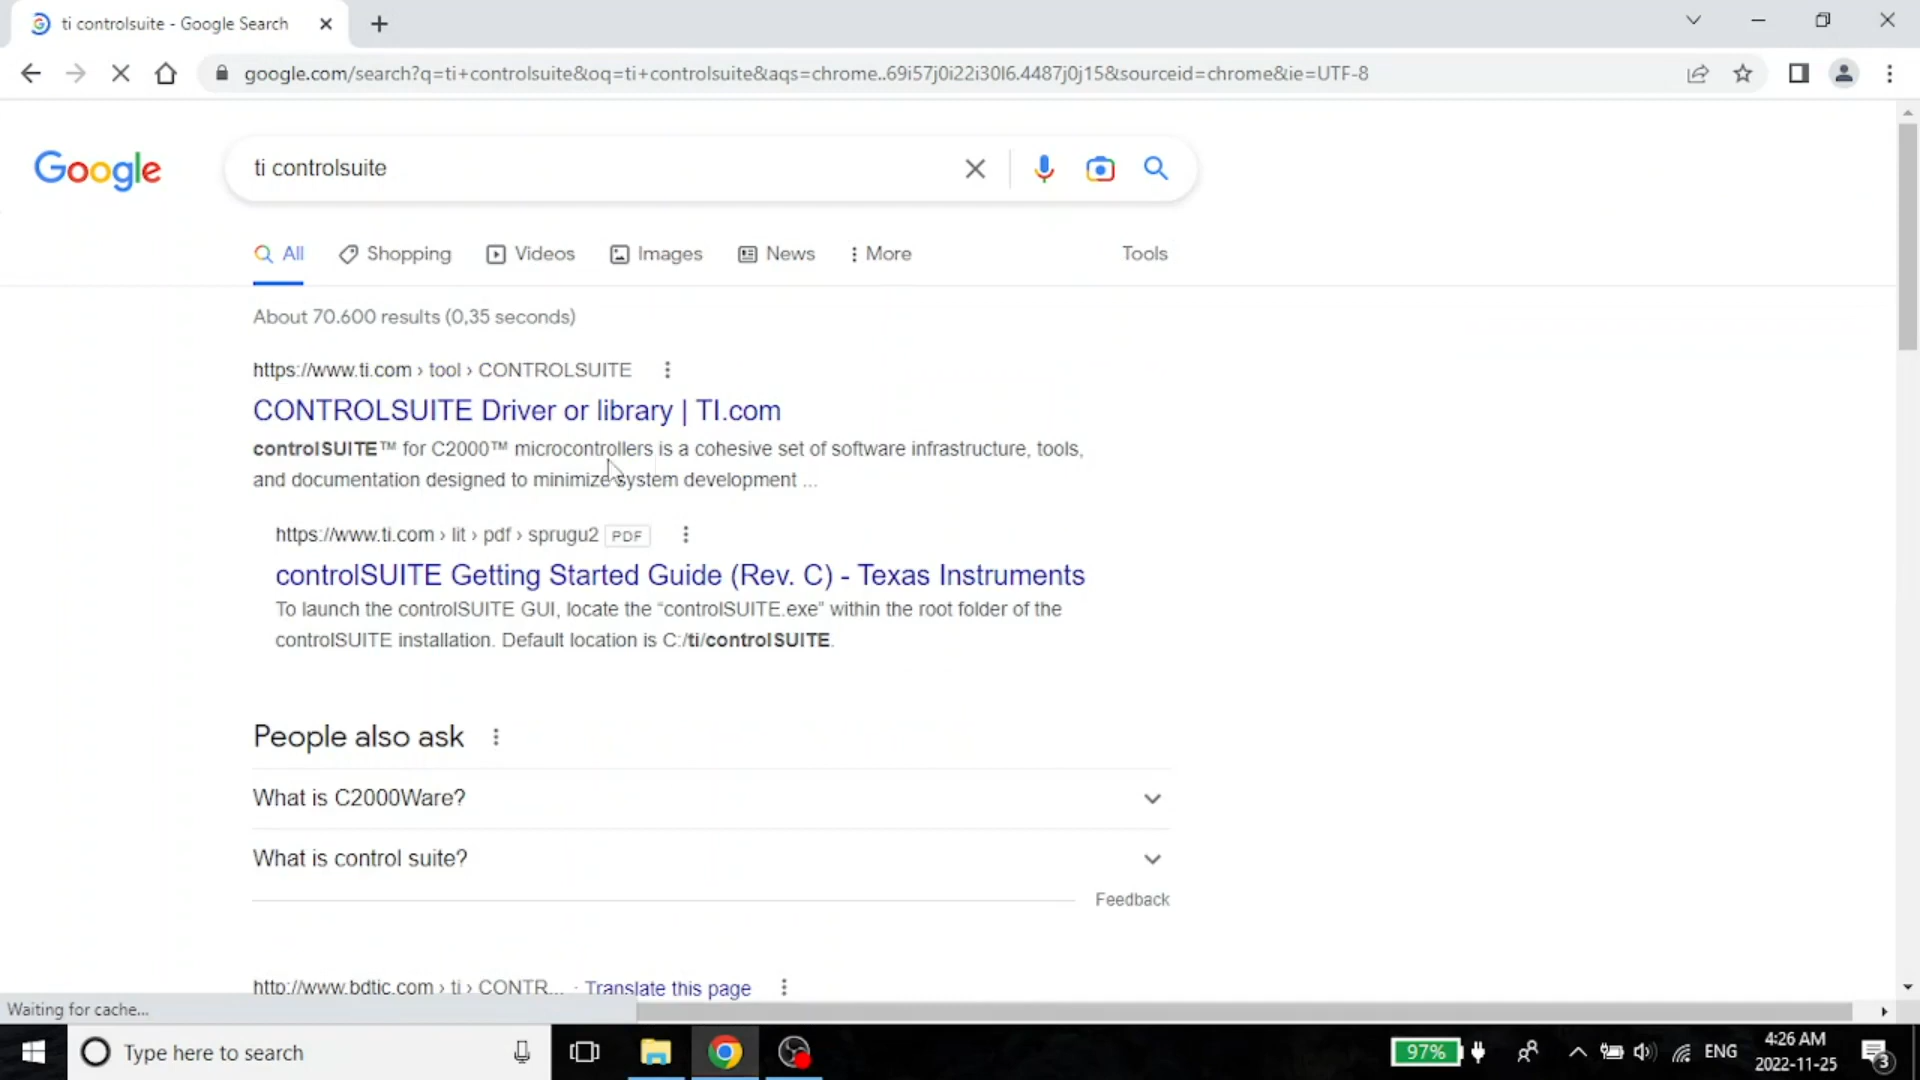 ti controlsuite - Google Search
google.com/search?q=ti+controlsuite&oq=ti+controlsuite&aqs=chrome..69i57j0i22i30l6.4487j0j15&sourceid=chrome&ie=UTF-8
Google
ti controlsuite
All Shopping Videos Images News More Tools
About 70.600 results (0,35 seconds)
https://www.ti.com › tool › CONTROLSUITE
CONTROLSUITE Driver or library | TI.com
controlSUITE™ for C2000™ microcontrollers is a cohesive set of software infrastructure, tools,
and documentation designed to minimize system development ...
https://www.ti.com › lit › pdf › sprugu2 PDF
controlSUITE Getting Started Guide (Rev. C) - Texas Instruments
To launch the controlSUITE GUI, locate the “controlSUITE.exe” within the root folder of the
controlSUITE installation. Default location is C:/ti/controlSUITE.
People also ask
What is C2000Ware?
What is control suite?
Feedback
http://www.bdtic.com › ti › CONTR... · Translate this page
Waiting for cache...
Type here to search
97%
ENG
4:26 AM
2022-11-25
3